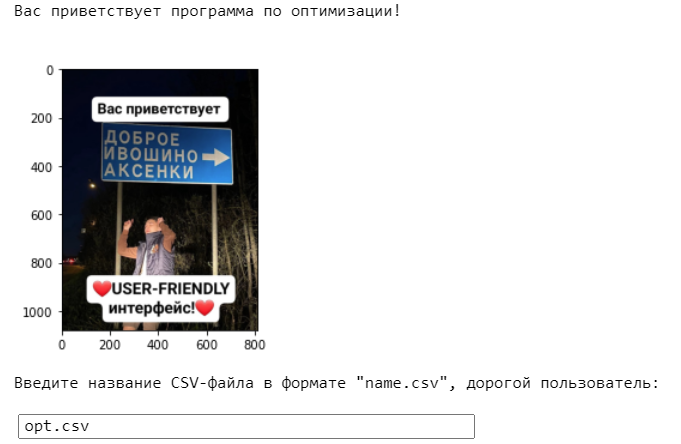 Вас приветствует программа по оптимизации!
0
200
400
600
800
1000
0 200 400 600 800
Вас приветствует
ДОБРОЕ
ИВОШИНО
АКСЕНКИ
❤️USER-FRIENDLY
интерфейс!❤️
Введите название CSV-файла в формате "name.csv", дорогой пользователь:
opt.csv